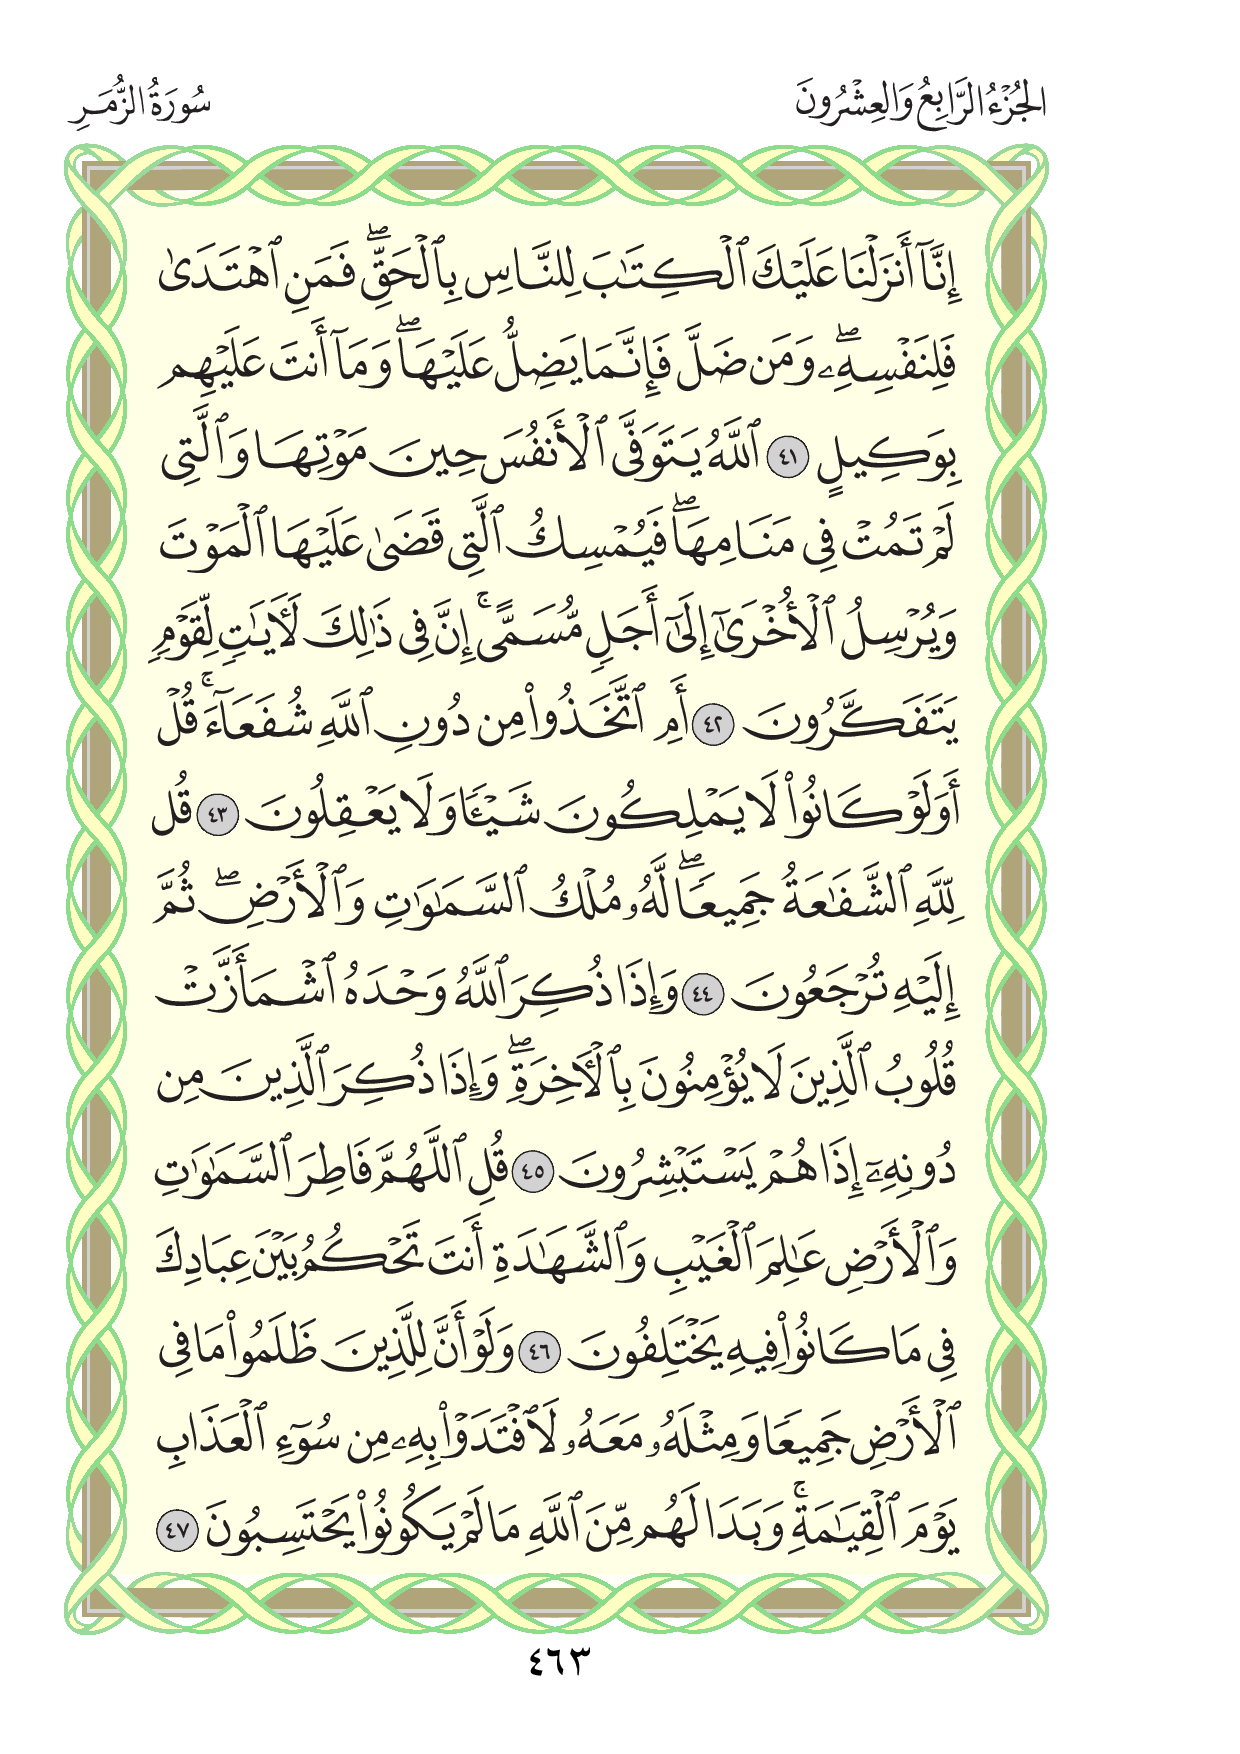 الجُزْءُ الرَّابِعُ وَالعِشْرُونَ
سُورَةُ الزُّمَرِ
إِنَّآ أَنزَلۡنَا عَلَيۡكَ ٱلۡكِتَٰبَ لِلنَّاسِ بِٱلۡحَقِّۖ فَمَنِ ٱهۡتَدَىٰ
فَلِنَفۡسِهِۦۖ وَمَن ضَلَّ فَإِنَّمَا يَضِلُّ عَلَيۡهَاۖ وَمَآ أَنتَ عَلَيۡهِم
بِوَكِيلٍ ٤١ ٱللَّهُ يَتَوَفَّى ٱلۡأَنفُسَ حِينَ مَوۡتِهَا وَٱلَّتِي
لَمۡ تَمُتۡ فِي مَنَامِهَاۖ فَيُمۡسِكُ ٱلَّتِي قَضَىٰ عَلَيۡهَا ٱلۡمَوۡتَ
وَيُرۡسِلُ ٱلۡأُخۡرَىٰٓ إِلَىٰٓ أَجَلٖ مُّسَمًّىۚ إِنَّ فِي ذَٰلِكَ لَأٓيَٰتٖ لِّقَوۡمٖ
يَتَفَكَّرُونَ ٤٢ أَمِ ٱتَّخَذُواْ مِن دُونِ ٱللَّهِ شُفَعَآءَۚ قُلۡ
أَوَلَوۡ كَانُواْ لَا يَمۡلِكُونَ شَيۡـٔٗا وَلَا يَعۡقِلُونَ ٤٣ قُل
لِّلَّهِ ٱلشَّفَٰعَةُ جَمِيعٗاۖ لَّهُۥ مُلۡكُ ٱلسَّمَٰوَٰتِ وَٱلۡأَرۡضِۖ ثُمَّ
إِلَيۡهِ تُرۡجَعُونَ ٤٤ وَإِذَا ذُكِرَ ٱللَّهُ وَحۡدَهُ ٱشۡمَأَزَّتۡ
قُلُوبُ ٱلَّذِينَ لَا يُؤۡمِنُونَ بِٱلۡأٓخِرَةِۖ وَإِذَا ذُكِرَ ٱلَّذِينَ مِن
دُونِهِۦٓ إِذَا هُمۡ يَسۡتَبۡشِرُونَ ٤٥ قُلِ ٱللَّهُمَّ فَاطِرَ ٱلسَّمَٰوَٰتِ
وَٱلۡأَرۡضِ عَٰلِمَ ٱلۡغَيۡبِ وَٱلشَّهَٰدَةِ أَنتَ تَحۡكُمُ بَيۡنَ عِبَادِكَ
فِي مَا كَانُواْ فِيهِ يَخۡتَلِفُونَ ٤٦ وَلَوۡ أَنَّ لِلَّذِينَ ظَلَمُواْ مَا فِي
ٱلۡأَرۡضِ جَمِيعٗا وَمِثۡلَهُۥ مَعَهُۥ لَٱفۡتَدَوۡاْ بِهِۦ مِن سُوٓءِ ٱلۡعَذَابِ
يَوۡمَ ٱلۡقِيَٰمَةِۚ وَبَدَا لَهُم مِّنَ ٱللَّهِ مَا لَمۡ يَكُونُواْ يَحۡتَسِبُونَ ٤٧
٤٦٣